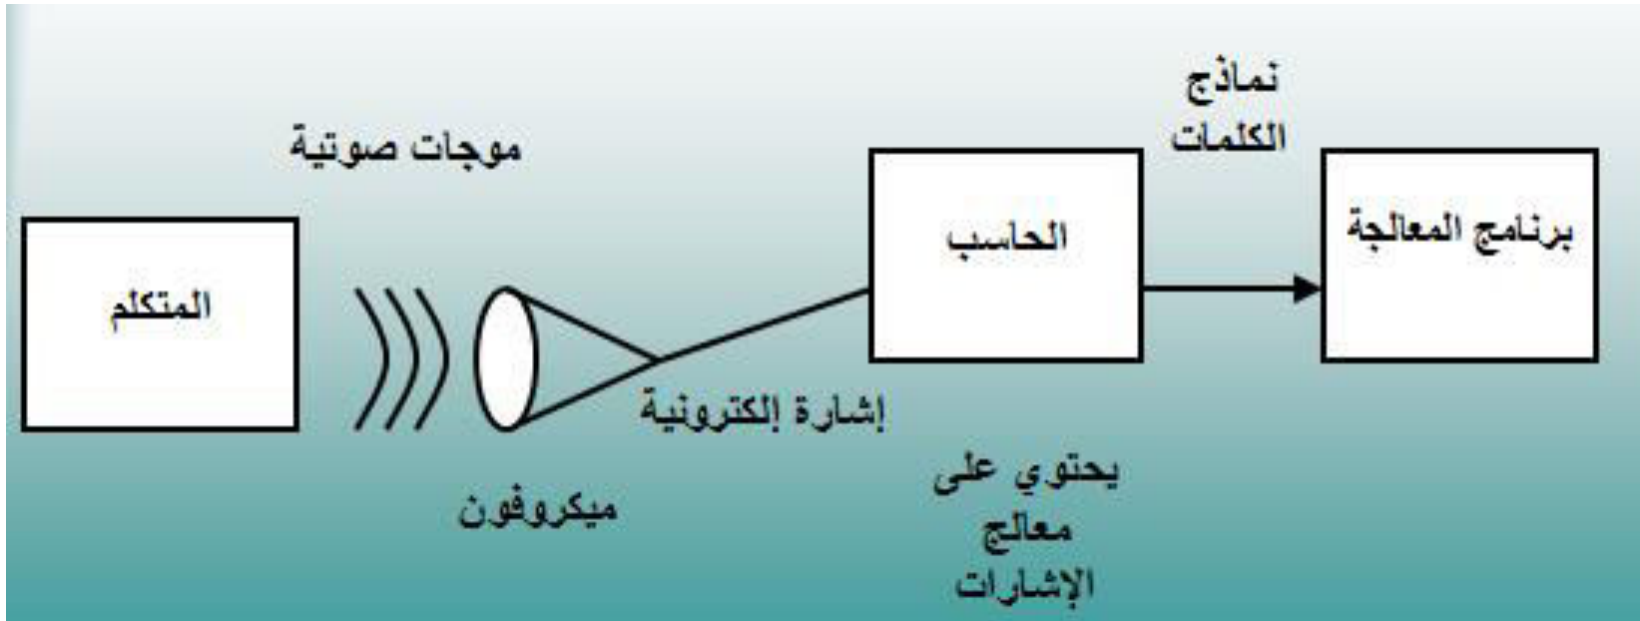 موجات صوتية
المتكلم
ميكروفون
إشارة إلكترونية
الحاسب
يحتوي على
معالج
الإشارات
نماذج
الكلمات
برنامج المعالجة